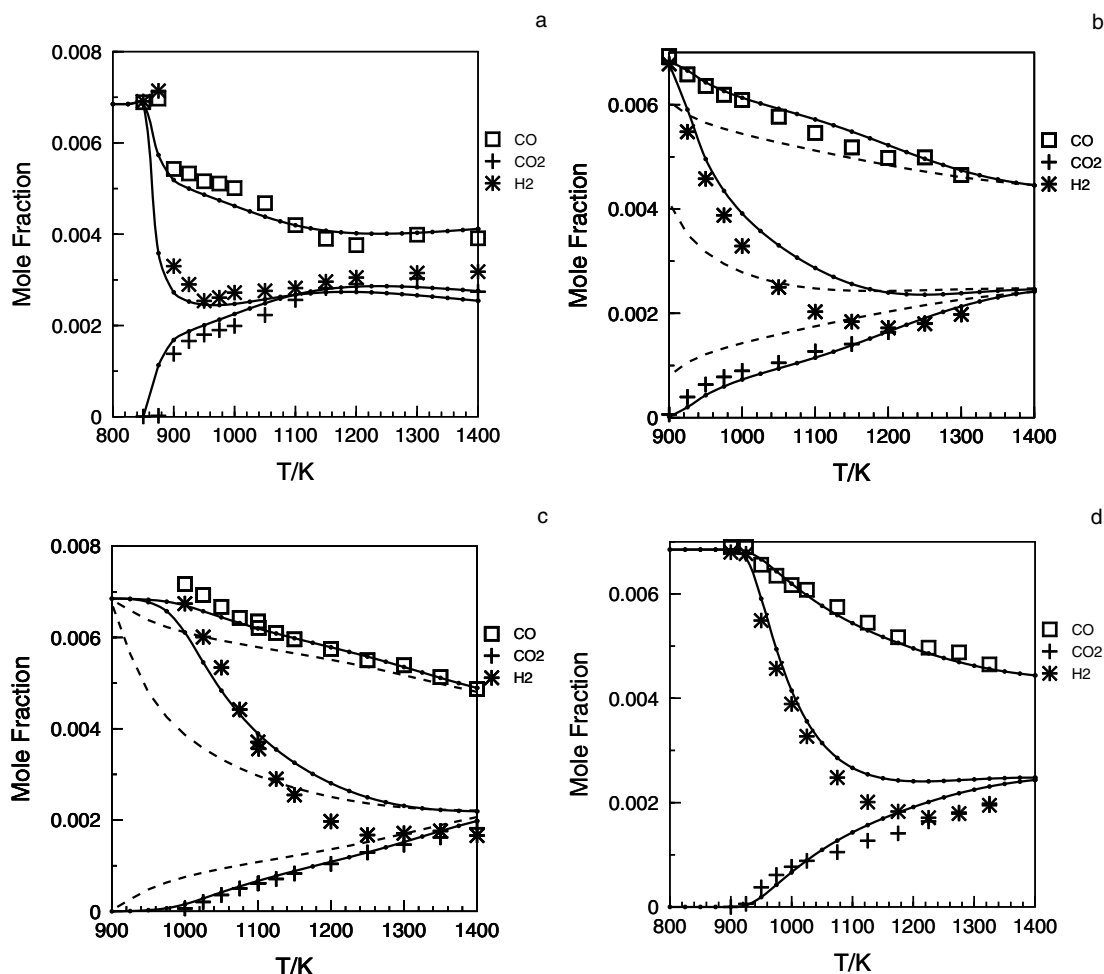 a
0.008
0.006
0.004
0.002
0
Mole Fraction
800 900 1000 1100 1200 1300 1400
T/K
CO
CO2
H2
b
0.006
0.004
0.002
0
Mole Fraction
900 1000 1100 1200 1300 1400
T/K
CO
CO2
H2
c
0.008
0.006
0.004
0.002
0
Mole Fraction
900 1000 1100 1200 1300 1400
T/K
CO
CO2
H2
d
0.006
0.004
0.002
0
Mole Fraction
800 900 1000 1100 1200 1300 1400
T/K
CO
CO2
H2